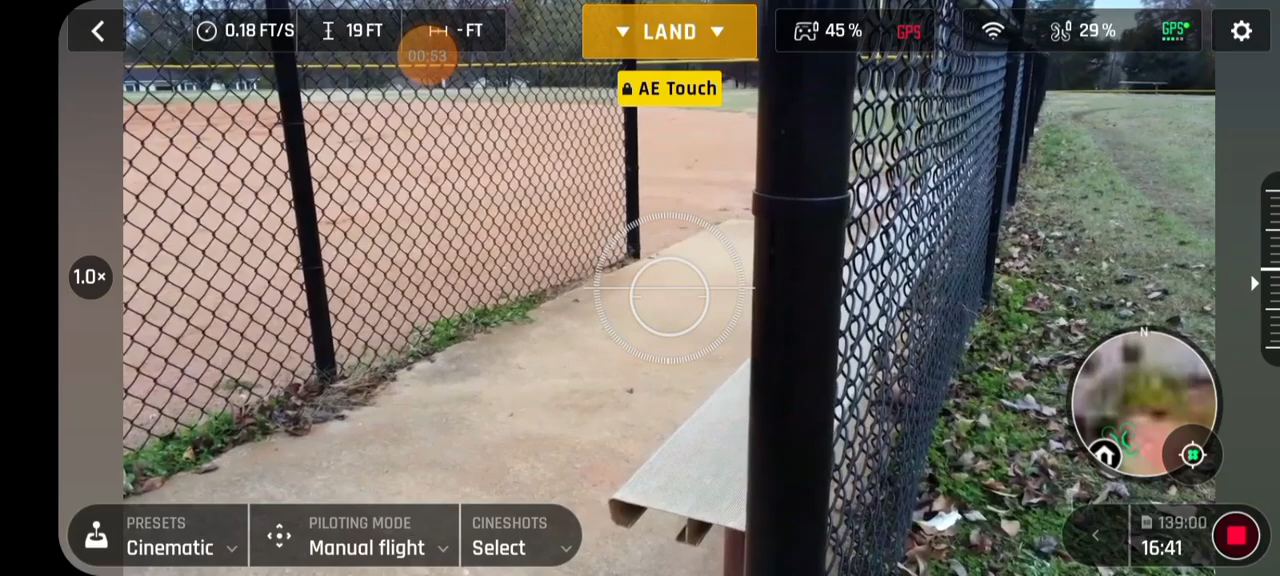 0.18 FT/S
19 FT
- FT
00:53
LAND
45 %
GPS
29 %
GPS
AE Touch
1.0×
N
PRESETS
Cinematic
PILOTING MODE
Manual flight
CINESHOTS
Select
139:00
16:41